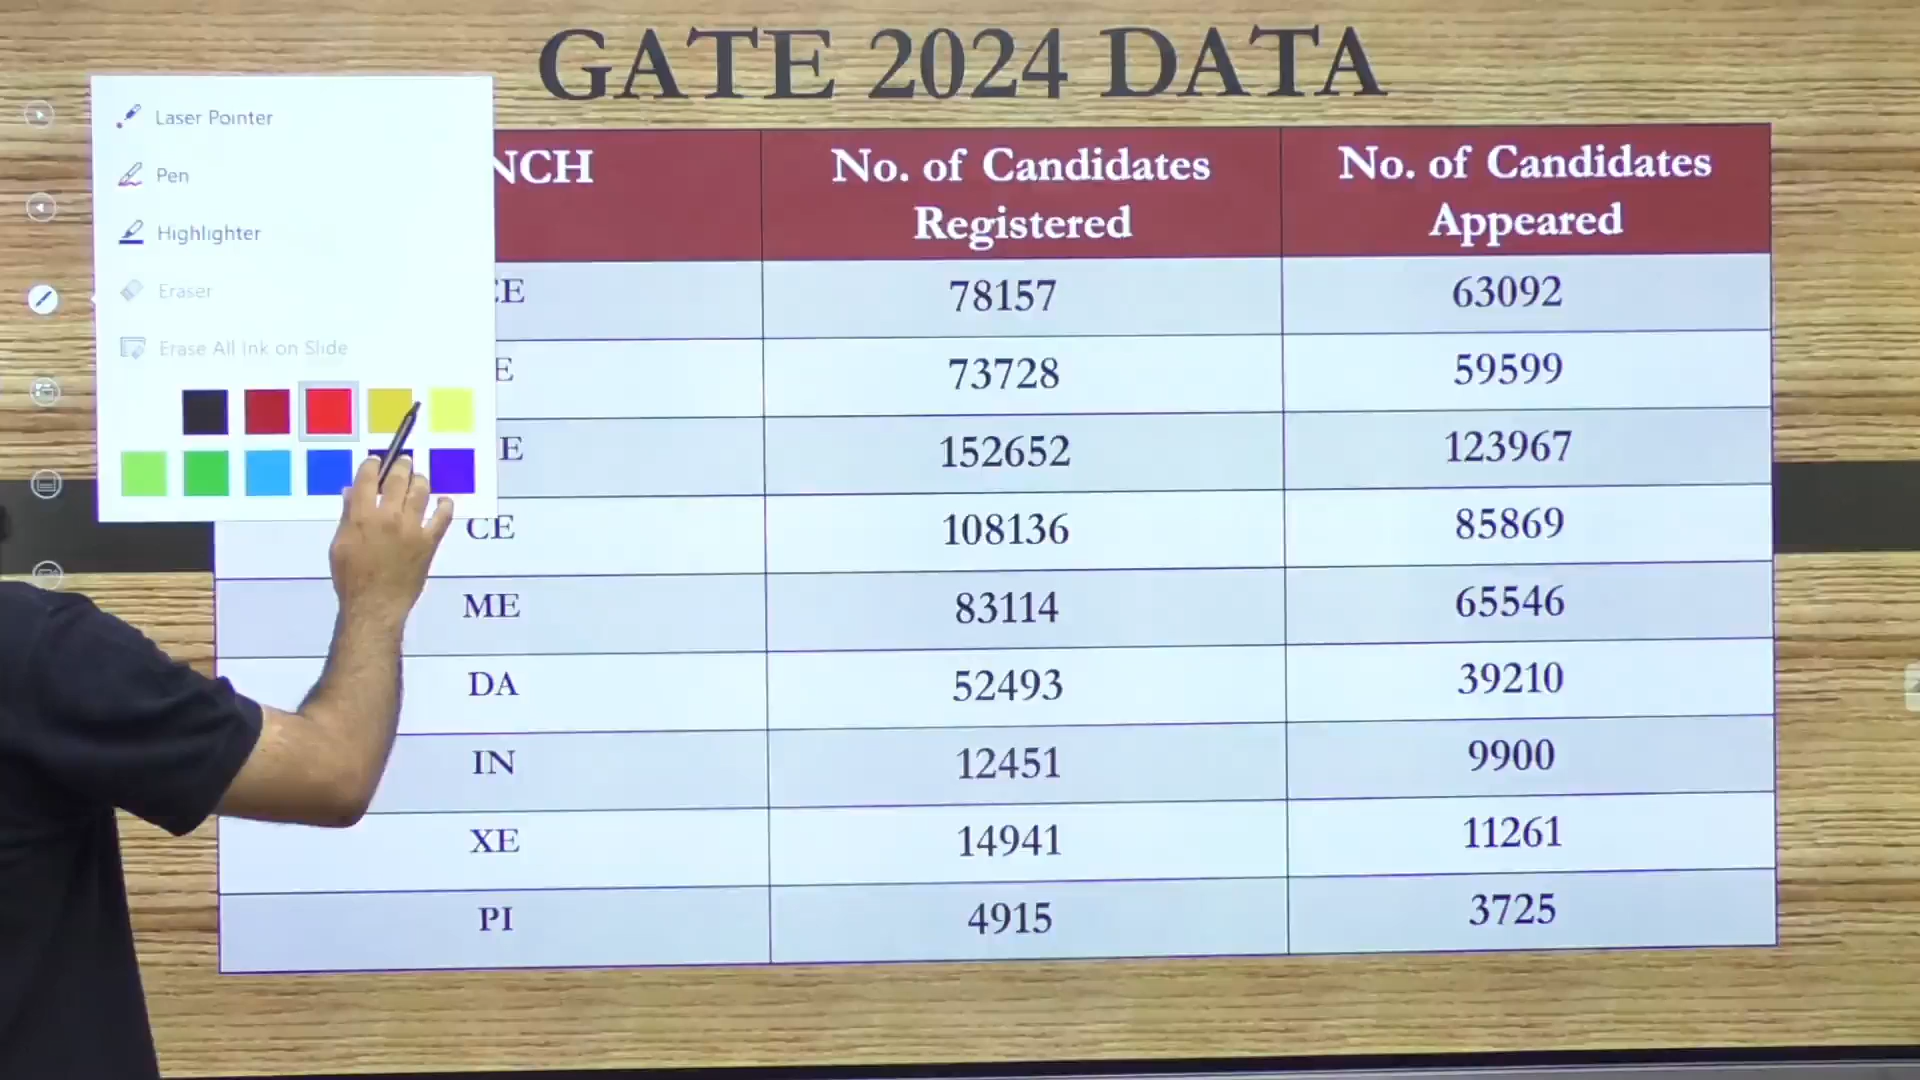 GATE 2024 DATA
Laser Pointer
Pen
Highlighter
Eraser
Erase All Ink on Slide
NCH No. of Candidates Registered No. of Candidates Appeared
CE 78157 63092
E 73728 59599
E 152652 123967
CE 108136 85869
ME 83114 65546
DA 52493 39210
IN 12451 9900
XE 14941 11261
PI 4915 3725